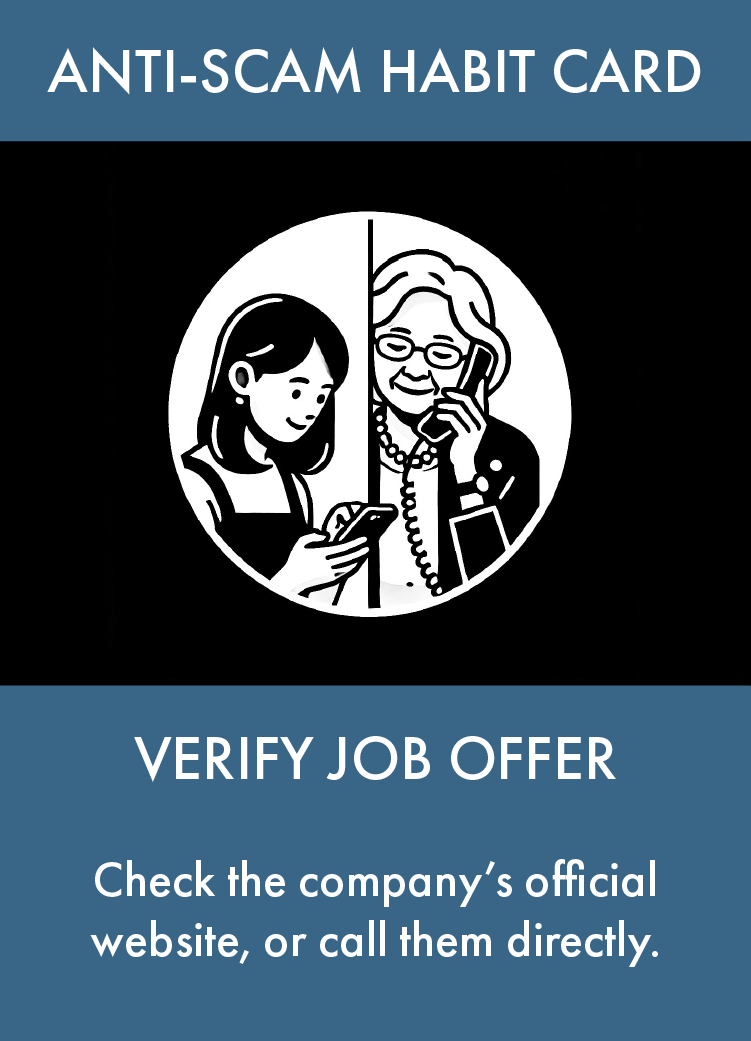 ANTI-SCAM HABIT CARD
VERIFY JOB OFFER
Check the company’s official
website, or call them directly.